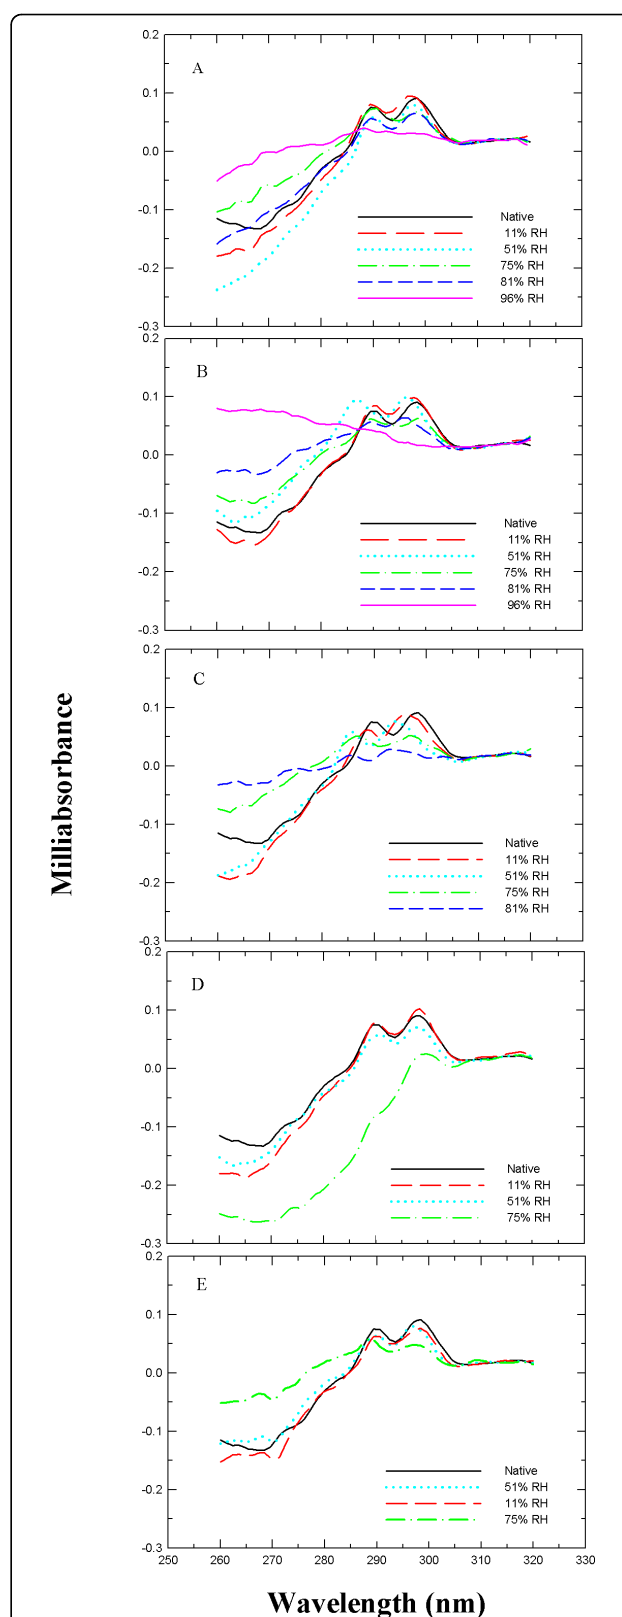 0.2
A
0.1
0.0
-0.1
-0.2
-0.3
Native
11% RH
51% RH
75% RH
81% RH
96% RH
0.2
B
0.1
0.0
-0.1
-0.2
-0.3
Native
11% RH
51% RH
75% RH
81% RH
96% RH
0.2
C
0.1
0.0
-0.1
-0.2
-0.3
Native
11% RH
51% RH
75% RH
81% RH
Milliabsorbance
0.2
D
0.1
0.0
-0.1
-0.2
-0.3
Native
11% RH
51% RH
75% RH
0.2
E
0.1
0.0
-0.1
-0.2
-0.3
Native
51% RH
11% RH
75% RH
250 260 270 280 290 300 310 320 330
Wavelength (nm)